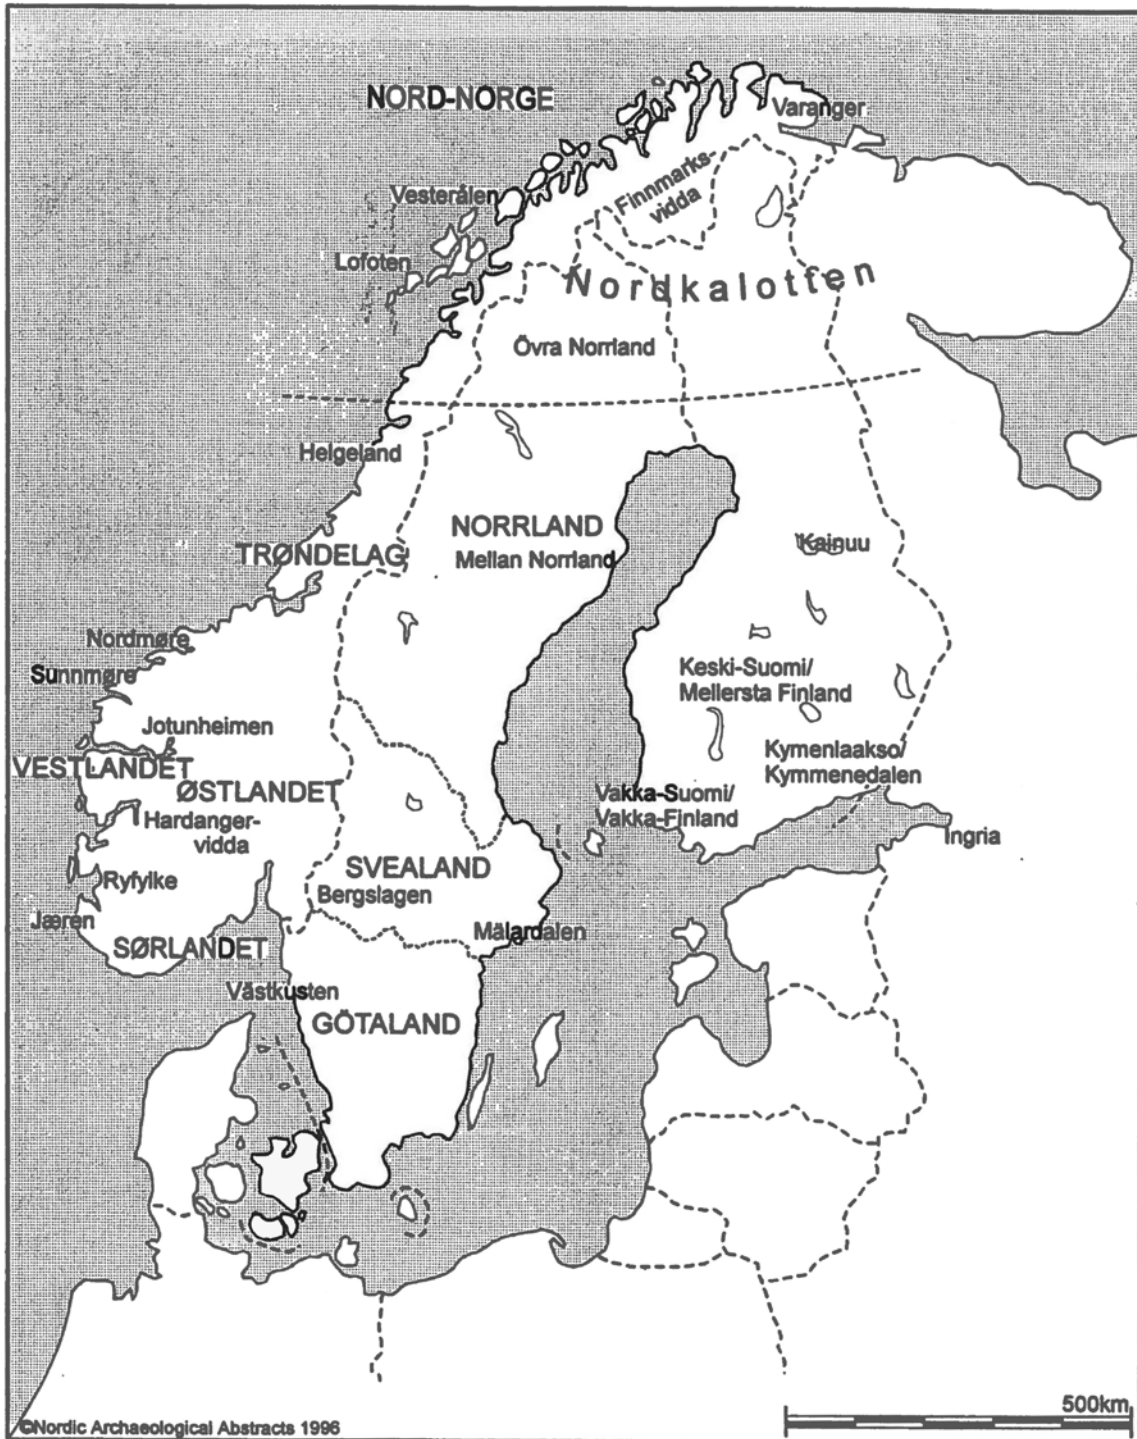 NORD-NORGE
Varanger
Finnmarks-
vidda
Vesterålen
Lofoten
Nordkalotten
Övra Norrland
Helgeland
NORRLAND
TRØNDELAG
Mellan Norrland
Kainuu
Nordmøre
Sunnmøre
Keski-Suomi/
Mellersta Finland
Jotunheimen
Kymenlaakso/
Kymmenedalen
VESTLANDET
ØSTLANDET
Vakka-Suomi/
Vakka-Finland
Hardanger-
vidda
Ingria
SVEALAND
Ryfylke
Bergslagen
Jæren
Mälardalen
SØRLANDET
Västkusten
GÖTALAND
500km
©Nordic Archaeological Abstracts 1996